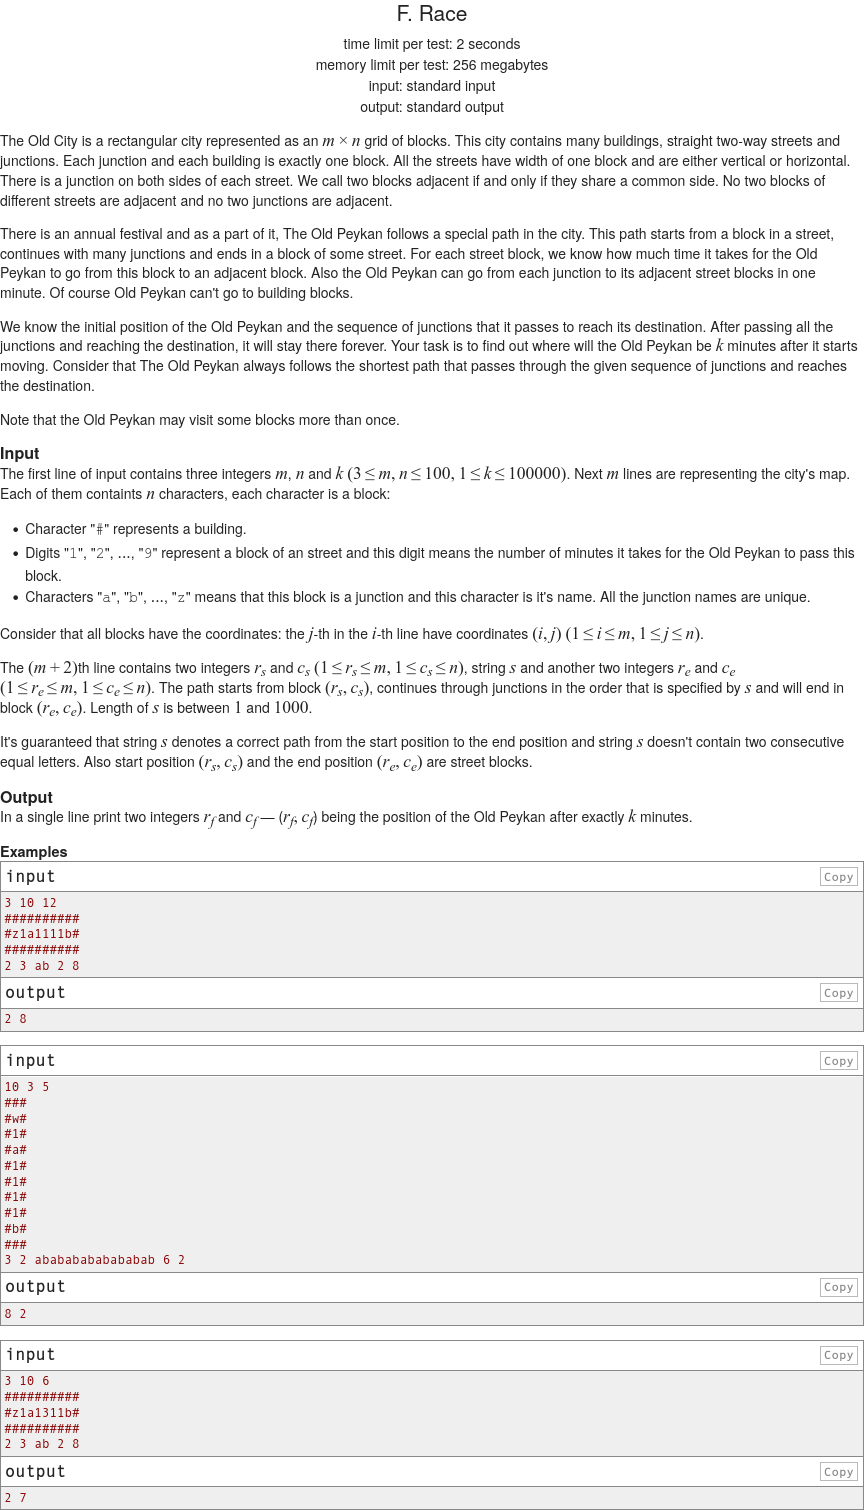 F. Race
time limit per test: 2 seconds
memory limit per test: 256 megabytes
input: standard input
output: standard output
The Old City is a rectangular city represented as an m × n grid of blocks. This city contains many buildings, straight two-way streets and
junctions. Each junction and each building is exactly one block. All the streets have width of one block and are either vertical or horizontal.
There is a junction on both sides of each street. We call two blocks adjacent if and only if they share a common side. No two blocks of
different streets are adjacent and no two junctions are adjacent.
There is an annual festival and as a part of it, The Old Peykan follows a special path in the city. This path starts from a block in a street,
continues with many junctions and ends in a block of some street. For each street block, we know how much time it takes for the Old
Peykan to go from this block to an adjacent block. Also the Old Peykan can go from each junction to its adjacent street blocks in one
minute. Of course Old Peykan can't go to building blocks.
We know the initial position of the Old Peykan and the sequence of junctions that it passes to reach its destination. After passing all the
junctions and reaching the destination, it will stay there forever. Your task is to find out where will the Old Peykan be k minutes after it starts
moving. Consider that The Old Peykan always follows the shortest path that passes through the given sequence of junctions and reaches
the destination.
Note that the Old Peykan may visit some blocks more than once.
Input
The first line of input contains three integers m, n and k (3 ≤ m, n ≤ 100, 1 ≤ k ≤ 100000). Next m lines are representing the city's map.
Each of them containts n characters, each character is a block:
• Character "#" represents a building.
• Digits "1", "2", ..., "9" represent a block of an street and this digit means the number of minutes it takes for the Old Peykan to pass this
block.
• Characters "a", "b", ..., "z" means that this block is a junction and this character is it's name. All the junction names are unique.
Consider that all blocks have the coordinates: the j-th in the i-th line have coordinates (i, j) (1 ≤ i ≤ m, 1 ≤ j ≤ n).
The (m + 2)th line contains two integers r_s and c_s (1 ≤ r_s ≤ m, 1 ≤ c_s ≤ n), string s and another two integers r_e and c_e
(1 ≤ r_e ≤ m, 1 ≤ c_e ≤ n). The path starts from block (r_s, c_s), continues through junctions in the order that is specified by s and will end in
block (r_e, c_e). Length of s is between 1 and 1000.
It's guaranteed that string s denotes a correct path from the start position to the end position and string s doesn't contain two consecutive
equal letters. Also start position (r_s, c_s) and the end position (r_e, c_e) are street blocks.
Output
In a single line print two integers r_f and c_f — (r_f, c_f) being the position of the Old Peykan after exactly k minutes.
Examples
input Copy
3 10 12
##########
#z1a1111b#
##########
2 3 ab 2 8
output Copy
2 8
input Copy
10 3 5
###
#w#
#1#
#a#
#1#
#1#
#1#
#1#
#b#
###
3 2 abababababababab 6 2
output Copy
8 2
input Copy
3 10 6
##########
#z1a1311b#
##########
2 3 ab 2 8
output Copy
2 7